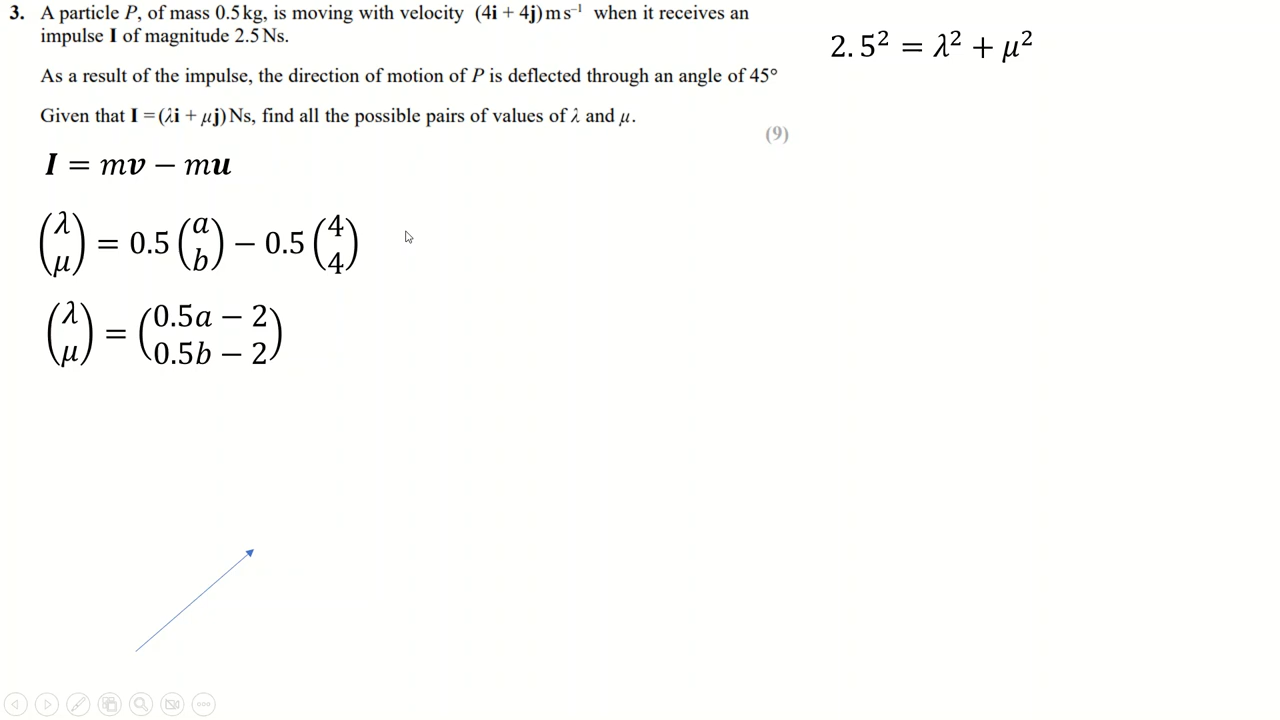 3. A particle P, of mass 0.5 kg, is moving with velocity (4i + 4j) m s⁻¹ when it receives an
impulse I of magnitude 2.5 Ns.
As a result of the impulse, the direction of motion of P is deflected through an angle of 45°
Given that I = (λi + μj) Ns, find all the possible pairs of values of λ and μ.
(9)
2.5² = λ² + μ²
I = mv − mu
(λ μ) = 0.5 (a b) − 0.5 (4 4)
(λ μ) = (0.5a − 2 0.5b − 2)